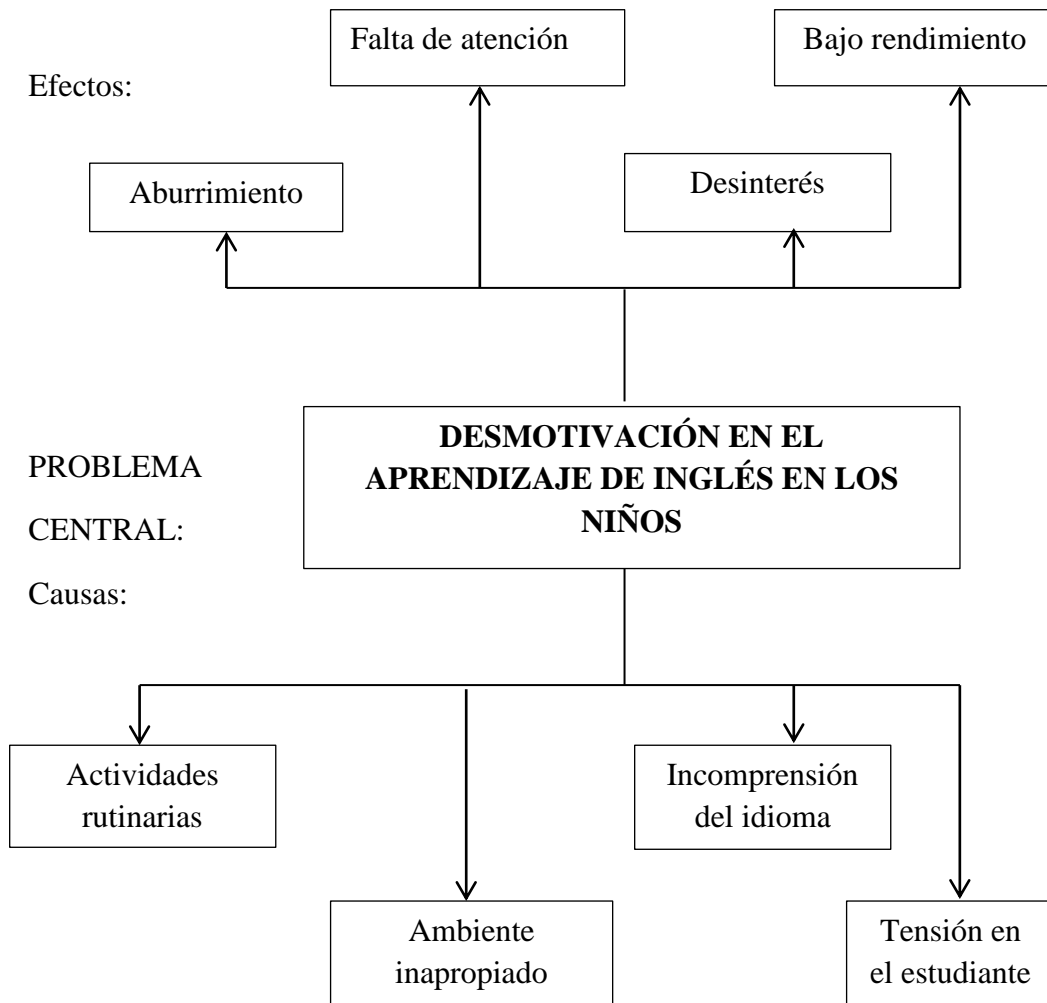 Falta de atención
Bajo rendimiento
Efectos:
Aburrimiento
Desinterés
DESMOTIVACIÓN EN EL
APRENDIZAJE DE INGLÉS EN LOS
NIÑOS
PROBLEMA
CENTRAL:
Causas:
Actividades
rutinarias
Incomprensión
del idioma
Ambiente
inapropiado
Tensión en
el estudiante